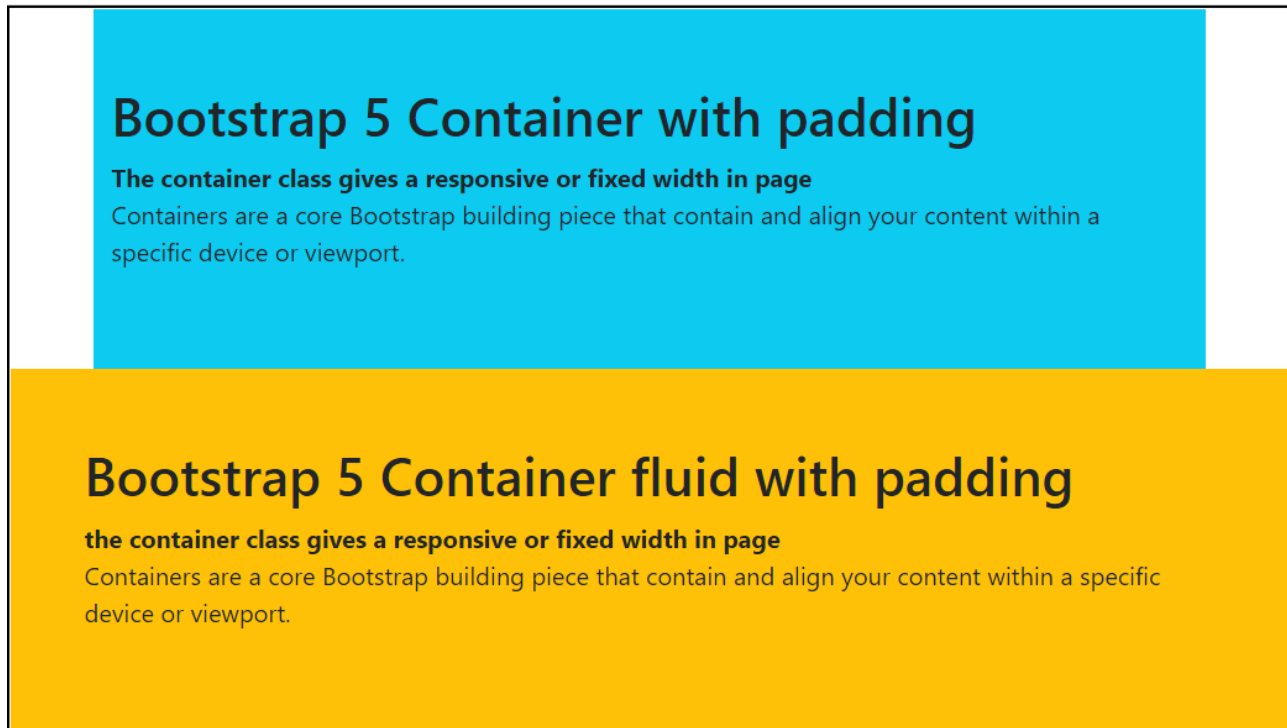 Bootstrap 5 Container with padding
The container class gives a responsive or fixed width in page
Containers are a core Bootstrap building piece that contain and align your content within a
specific device or viewport.
Bootstrap 5 Container fluid with padding
the container class gives a responsive or fixed width in page
Containers are a core Bootstrap building piece that contain and align your content within a specific
device or viewport.